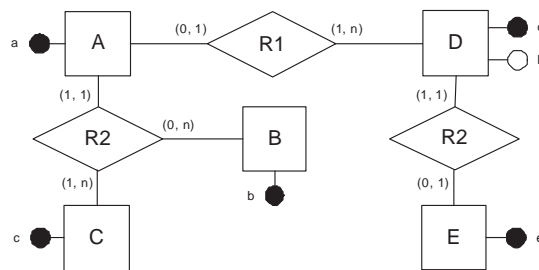 a
A
(0, 1)
R1
(1, n)
D
(1, 1)
R2
(0, n)
B
b
(1, n)
c
C
(1, 1)
R2
(0, 1)
E